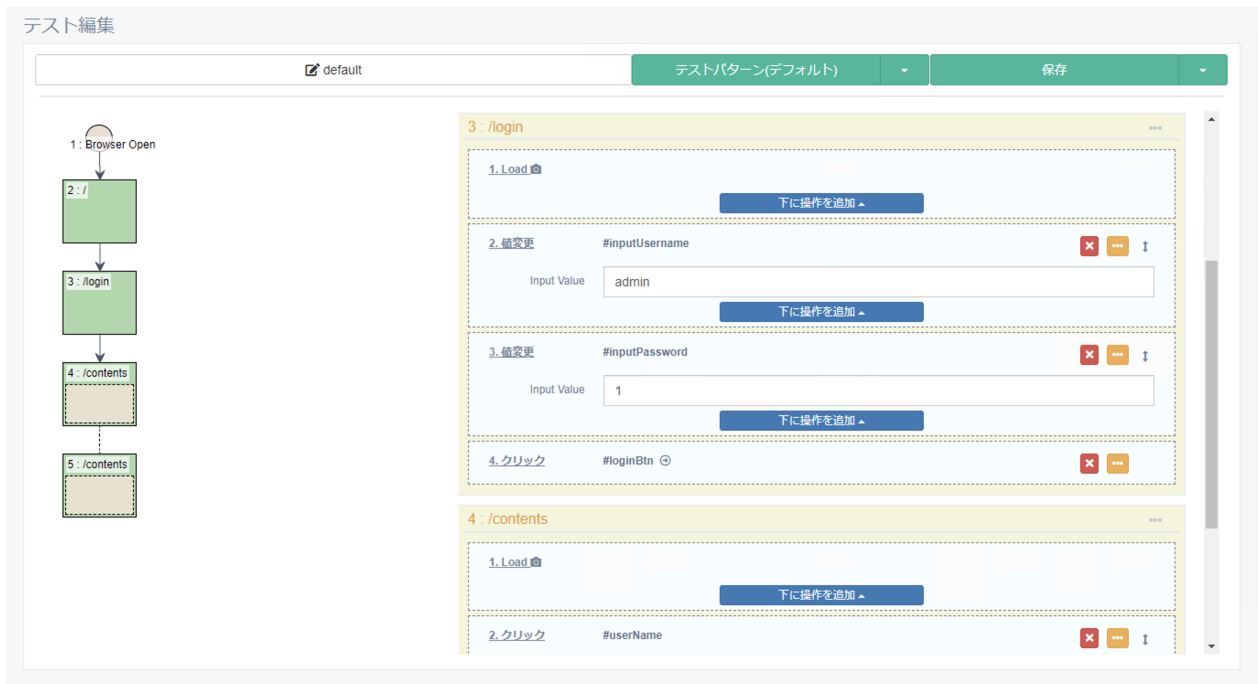 テスト編集
default
テストパターン(デフォルト)
保存
1 : Browser Open
2 : /
3 : /login
4 : /contents
5 : /contents
3 : /login
1. Load
下に操作を追加
2. 値変更 #inputUsername
Input Value admin
下に操作を追加
3. 値変更 #inputPassword
Input Value 1
下に操作を追加
4. クリック #loginBtn
4 : /contents
1. Load
下に操作を追加
2. クリック #userName